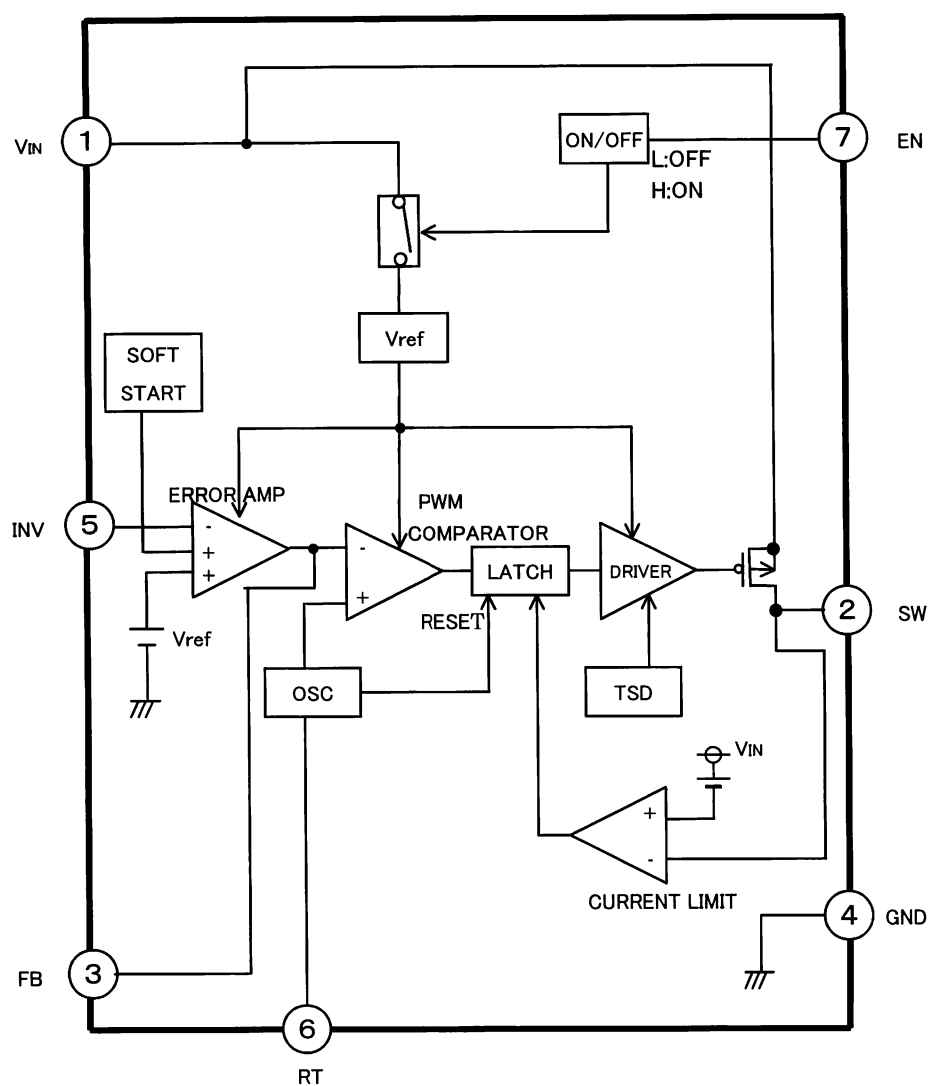 VIN
1
ON/OFF
7
EN
L:OFF
H:ON
Vref
SOFT
START
ERROR AMP
PWM
COMPARATOR
INV
5
-
+
+
-
+
LATCH
DRIVER
RESET
Vref
2
SW
OSC
TSD
VIN
+
-
CURRENT LIMIT
4
GND
FB
3
6
RT